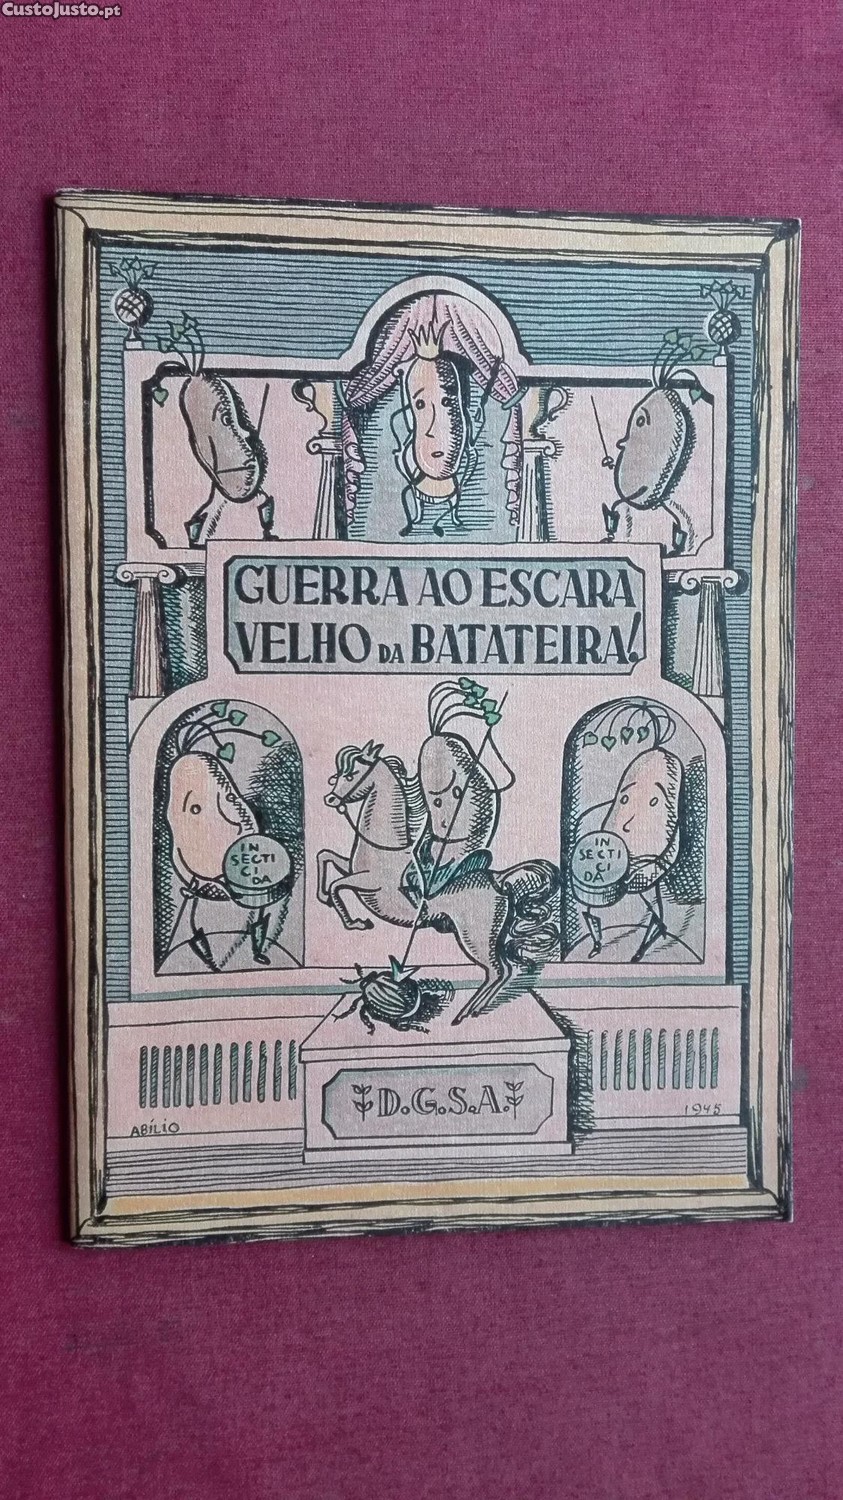 CustoJusto.pt
GUERRA AO ESCARA
VELHO DA BATATEIRA!
IN
SECTI
CI
DA
IN
SECTI
CI
DA
D.G.S.A.
ABÍLIO
1945